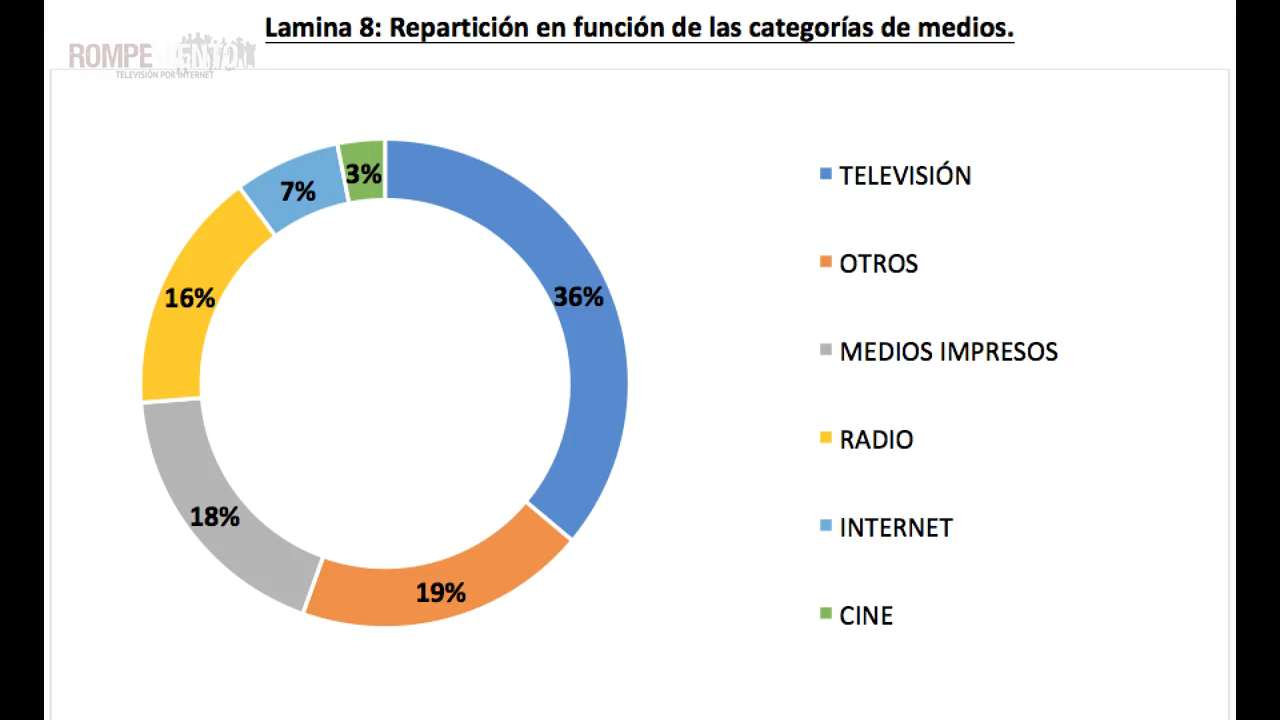 Lamina 8: Repartición en función de las categorías de medios.
ROMPEVIENTO
TELEVISIÓN POR INTERNET
3%
7%
36%
16%
18%
19%
TELEVISIÓN
OTROS
MEDIOS IMPRESOS
RADIO
INTERNET
CINE